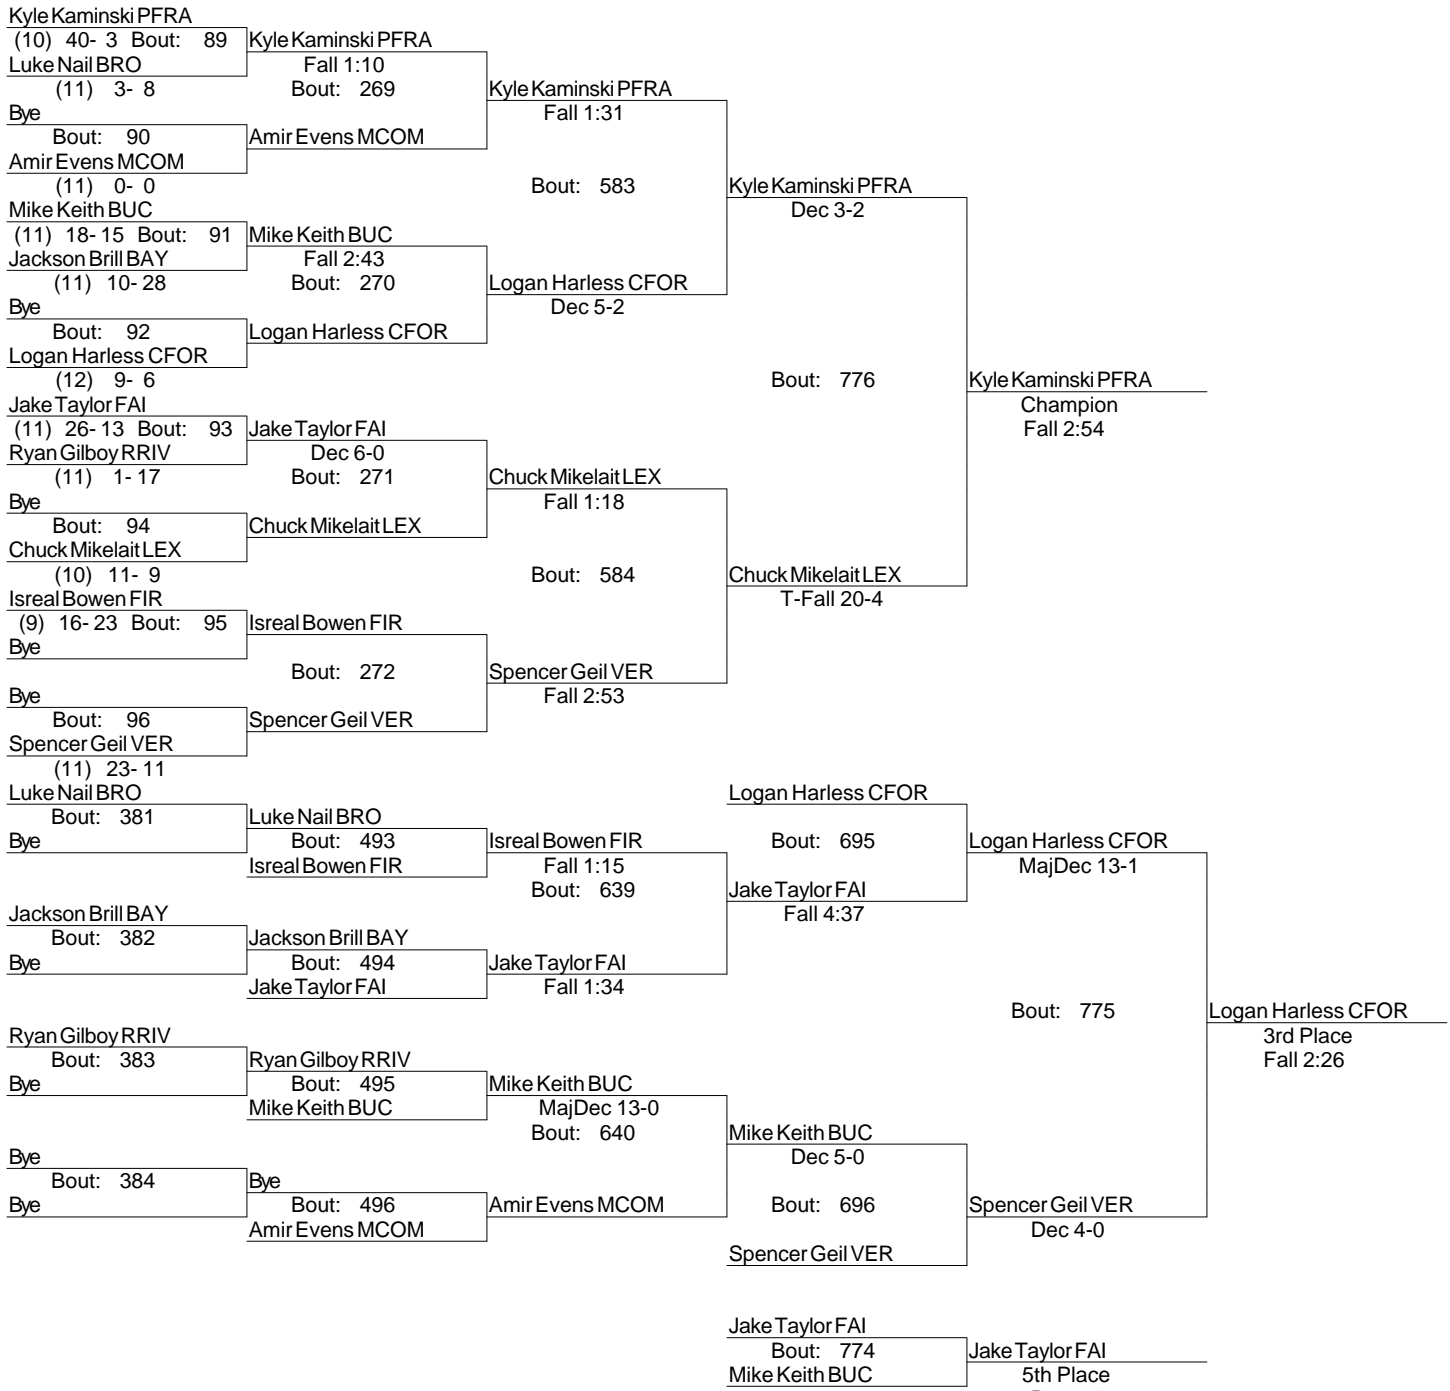 Kyle Kaminski PFRA
(10) 40- 3 Bout: 89 Kyle Kaminski PFRA
Luke Nail BRO Fall 1:10
(11) 3- 8 Bout: 269 Kyle Kaminski PFRA
Bye Fall 1:31
Bout: 90 Amir Evens MCOM
Amir Evens MCOM
(11) 0- 0 Bout: 583 Kyle Kaminski PFRA
Mike Keith BUC Dec 3-2
(11) 18- 15 Bout: 91 Mike Keith BUC
Jackson Brill BAY Fall 2:43
(11) 10- 28 Bout: 270 Logan Harless CFOR
Bye Dec 5-2
Bout: 92 Logan Harless CFOR
Logan Harless CFOR
(12) 9- 6 Bout: 776 Kyle Kaminski PFRA
Jake Taylor FAI Champion
(11) 26- 13 Bout: 93 Jake Taylor FAI Fall 2:54
Ryan Gilboy RRIV Dec 6-0
(11) 1- 17 Bout: 271 Chuck Mikelait LEX
Bye Fall 1:18
Bout: 94 Chuck Mikelait LEX
Chuck Mikelait LEX
(10) 11- 9 Bout: 584 Chuck Mikelait LEX
Isreal Bowen FIR T-Fall 20-4
(9) 16- 23 Bout: 95 Isreal Bowen FIR
Bye
Bout: 272 Spencer Geil VER
Bye Fall 2:53
Bout: 96 Spencer Geil VER
Spencer Geil VER
(11) 23- 11
Luke Nail BRO Logan Harless CFOR
Bout: 381 Luke Nail BRO
Bye Bout: 493 Isreal Bowen FIR Bout: 695 Logan Harless CFOR
Isreal Bowen FIR Fall 1:15 MajDec 13-1
Bout: 639 Jake Taylor FAI
Jackson Brill BAY Fall 4:37
Bout: 382 Jackson Brill BAY
Bye Bout: 494 Jake Taylor FAI
Jake Taylor FAI Fall 1:34
Bout: 775 Logan Harless CFOR
Ryan Gilboy RRIV 3rd Place
Bout: 383 Ryan Gilboy RRIV Fall 2:26
Bye Bout: 495 Mike Keith BUC
Mike Keith BUC MajDec 13-0
Bout: 640 Mike Keith BUC
Bye Dec 5-0
Bout: 384 Bye
Bye Bout: 496 Amir Evens MCOM Bout: 696 Spencer Geil VER
Amir Evens MCOM Dec 4-0
Spencer Geil VER
Jake Taylor FAI
Bout: 774 Jake Taylor FAI
Mike Keith BUC 5th Place